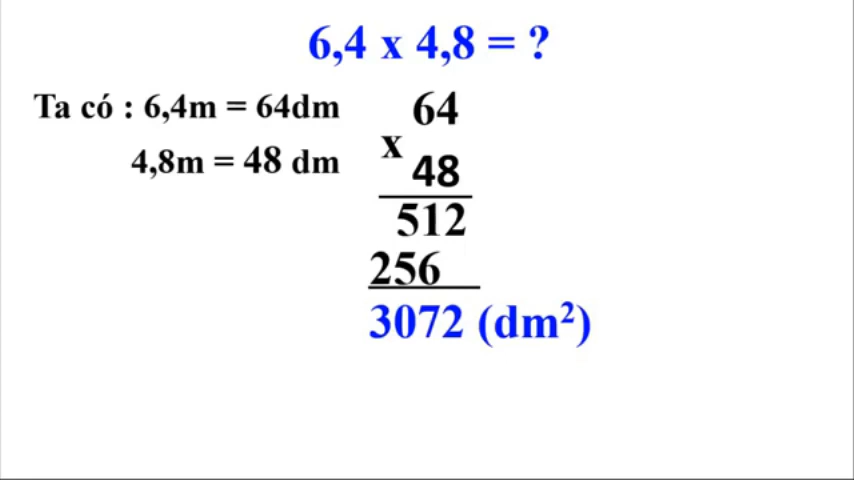 6,4 x 4,8 = ?
Ta có : 6,4m = 64dm
4,8m = 48 dm
64
x
48
512
256
3072 (dm²)